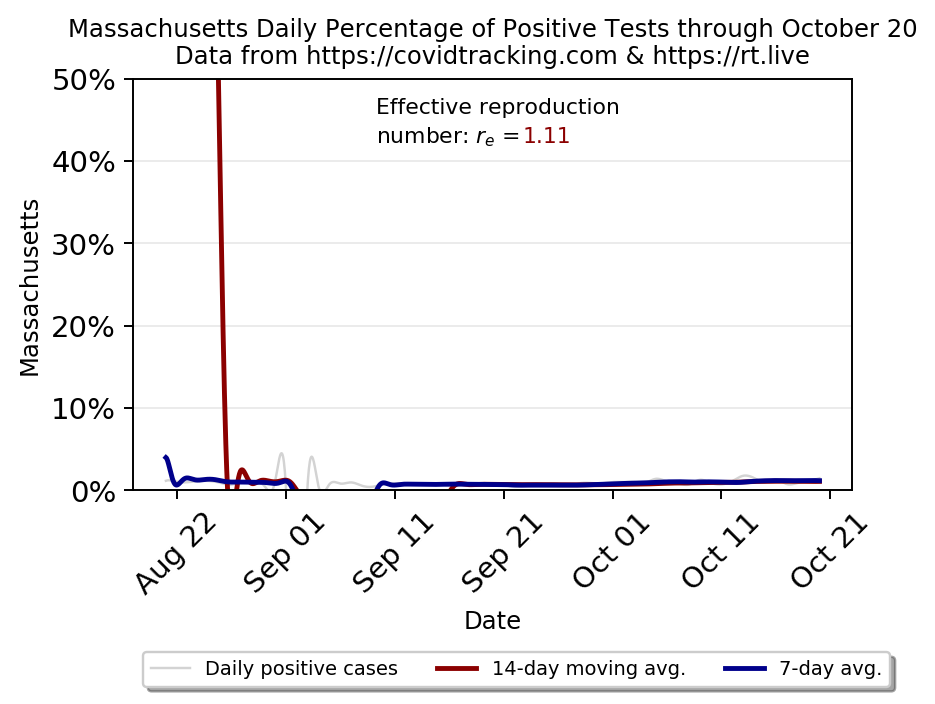 Massachusetts Daily Percentage of Positive Tests through October 20
Data from https://covidtracking.com & https://rt.live
50%
40%
30%
20%
10%
0%
Massachusetts
Effective reproduction
number: rₑ =1.11
Aug 22
Sep 01
Sep 11
Sep 21
Oct 01
Oct 11
Oct 21
Date
Daily positive cases
14-day moving avg.
7-day avg.